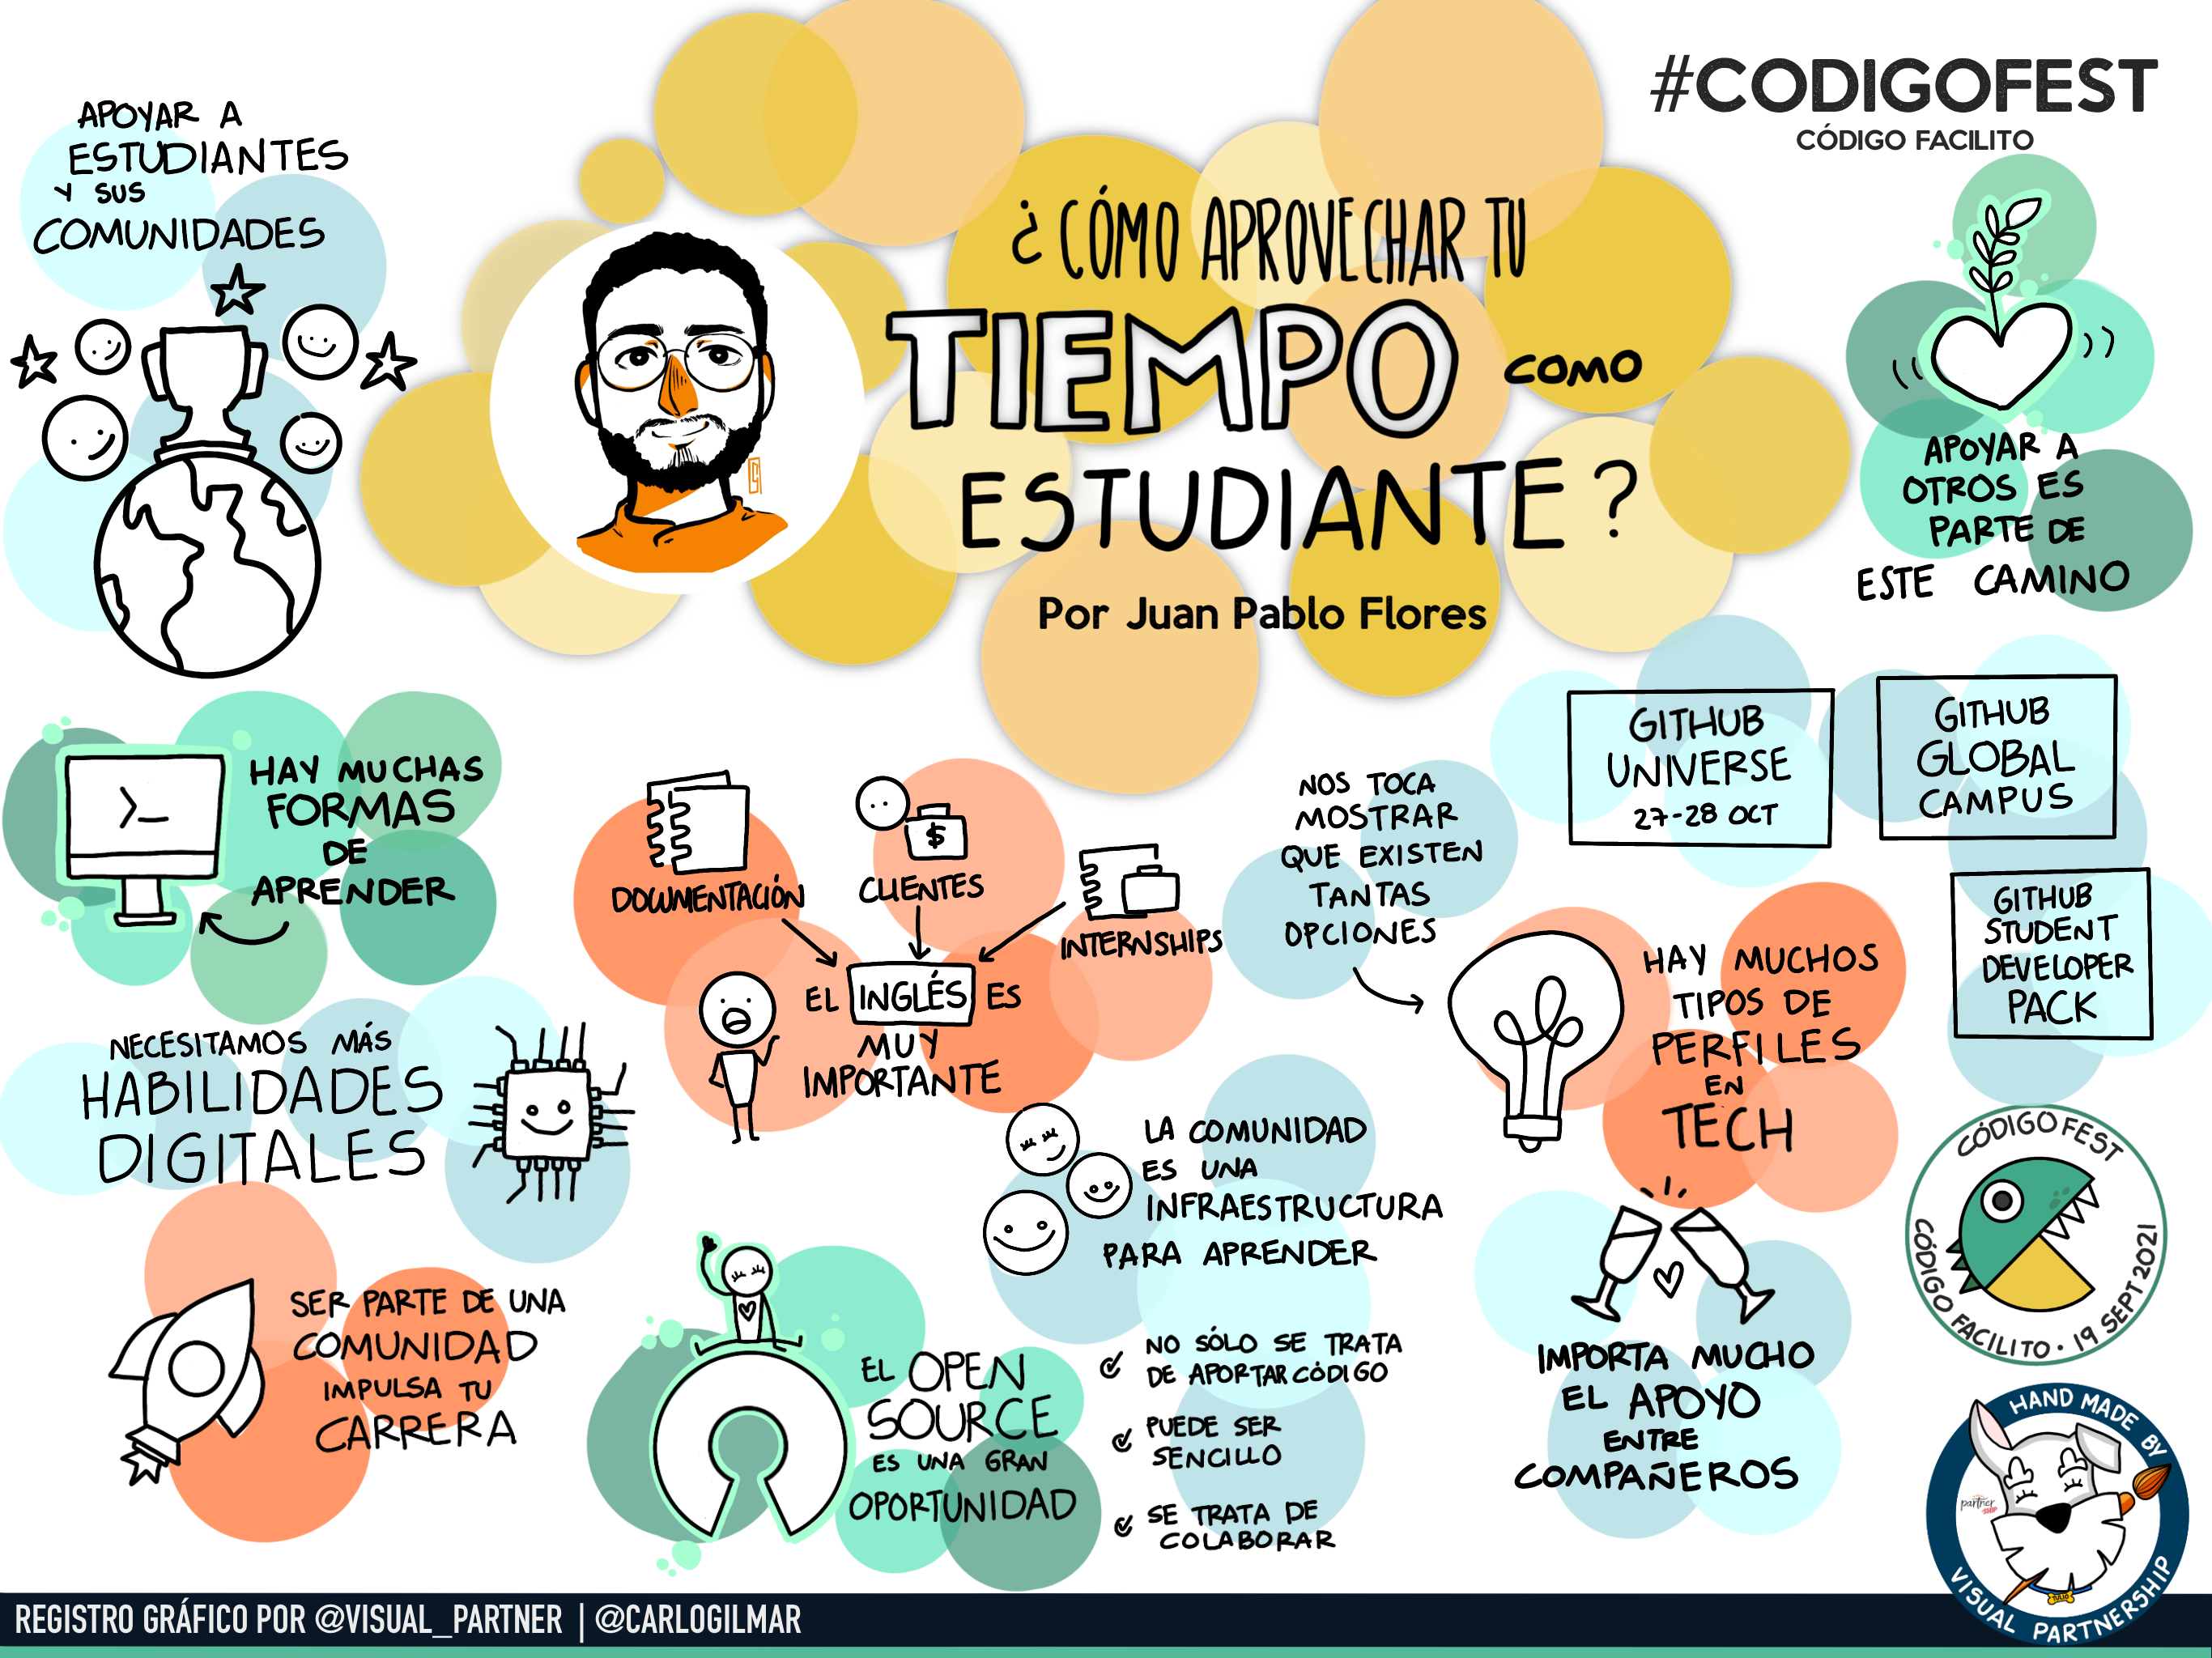 #CODIGOFEST
CÓDIGO FACILITO
¿CÓMO APROVECHAR TU
TIEMPO COMO
ESTUDIANTE?
Por Juan Pablo Flores
APOYAR A
ESTUDIANTES
Y SUS
COMUNIDADES
APOYAR A
OTROS ES
PARTE DE
ESTE CAMINO
HAY MUCHAS
FORMAS
DE
APRENDER
DOCUMENTACIÓN
CLIENTES
$
INTERNSHIPS
EL INGLÉS ES
MUY
IMPORTANTE
NOS TOCA
MOSTRAR
QUE EXISTEN
TANTAS
OPCIONES
GITHUB
UNIVERSE
27-28 OCT
GITHUB
GLOBAL
CAMPUS
GITHUB
STUDENT
DEVELOPER
PACK
HAY MUCHOS
TIPOS DE
PERFILES
EN
TECH
NECESITAMOS MÁS
HABILIDADES
DIGITALES
LA COMUNIDAD
ES UNA
INFRAESTRUCTURA
PARA APRENDER
SER PARTE DE UNA
COMUNIDAD
IMPULSA TU
CARRERA
EL OPEN
SOURCE
ES UNA GRAN
OPORTUNIDAD
NO SÓLO SE TRATA
DE APORTAR CÓDIGO
PUEDE SER
SENCILLO
SE TRATA DE
COLABORAR
IMPORTA MUCHO
EL APOYO
ENTRE
COMPAÑEROS
CÓDIGOFEST
CÓDIGO FACILITO • 19 SEPT 2021
HAND MADE BY
partner
VISUAL PARTNERSHIP
REGISTRO GRÁFICO POR @VISUAL_PARTNER | @CARLOGILMAR